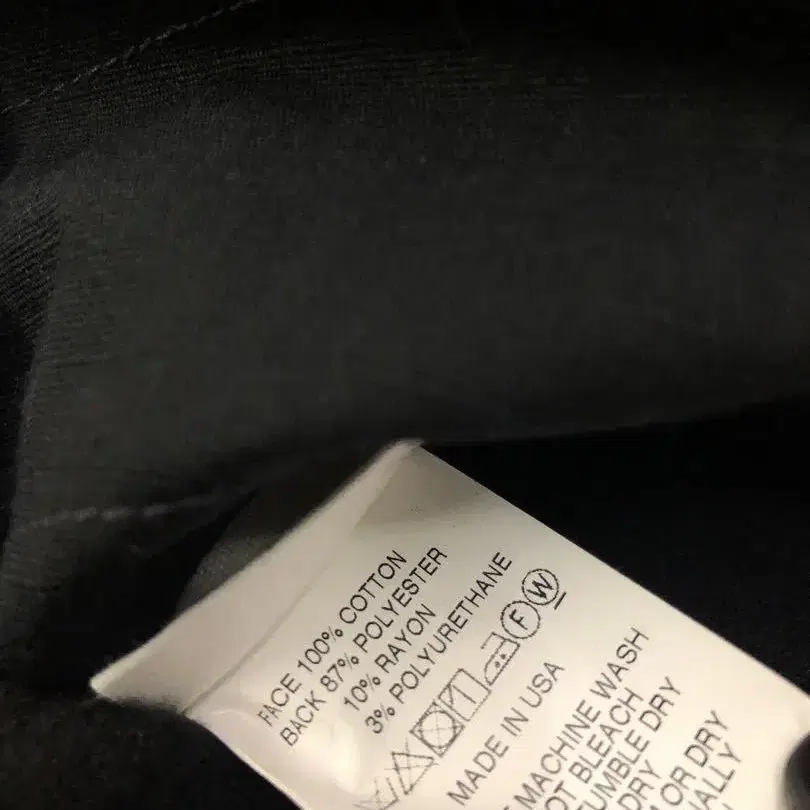 FACE 100% COTTON
BACK 87% POLYESTER
10% RAYON
3% POLYURETHANE
F W
MADE IN USA
MACHINE WASH
BLEACH
TUMBLE DRY
DRY
OR DRY